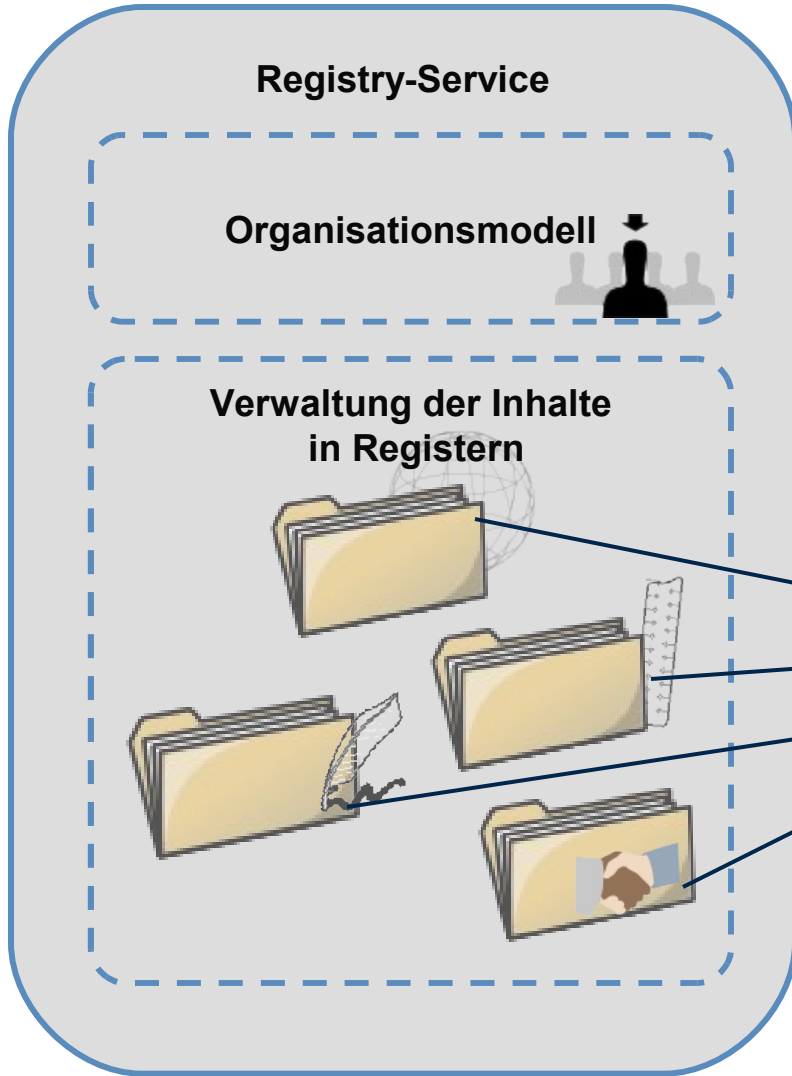 Registry-Service
Organisationsmodell
Verwaltung der Inhalte
in Registern